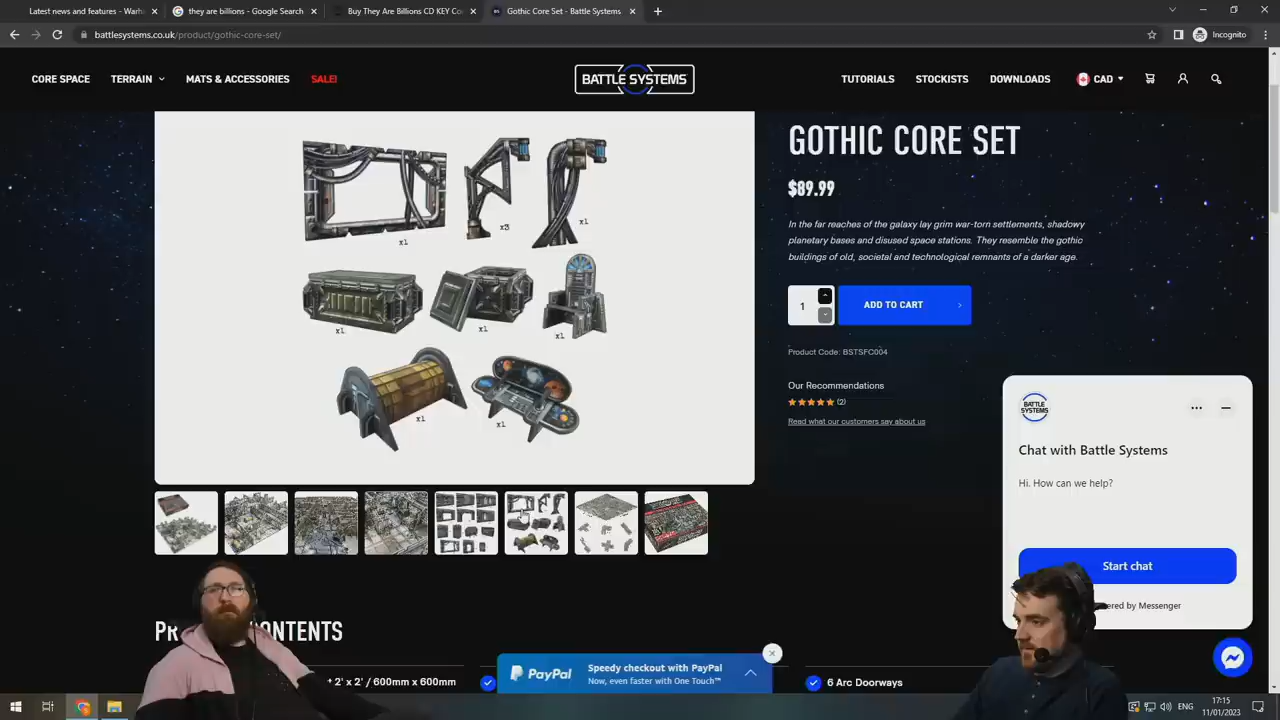 Latest news and features - Warha
they are billions - Google Search
Buy They Are Billions CD KEY Co
Gothic Core Set - Battle Systems
battlesystems.co.uk/product/gothic-core-set/
Incognito
CORE SPACE
TERRAIN
MATS & ACCESSORIES
SALE!
BATTLE SYSTEMS
TUTORIALS
STOCKISTS
DOWNLOADS
CAD
x1
x3
x1
x1
x1
x1
x1
x1
GOTHIC CORE SET
$89.99
In the far reaches of the galaxy lay grim war-torn settlements, shadowy
planetary bases and disused space stations. They resemble the gothic
buildings of old, societal and technological remnants of a darker age.
1
ADD TO CART
Product Code: BSTSFC004
Our Recommendations
(2)
Read what our customers say about us
BATTLE SYSTEMS
Chat with Battle Systems
Hi. How can we help?
Start chat
ered by Messenger
PR
NTENTS
2' x 2' / 600mm x 600mm
PayPal
Speedy checkout with PayPal
Now, even faster with One Touch™
6 Arc Doorways
ENG
17:15
11/01/2023